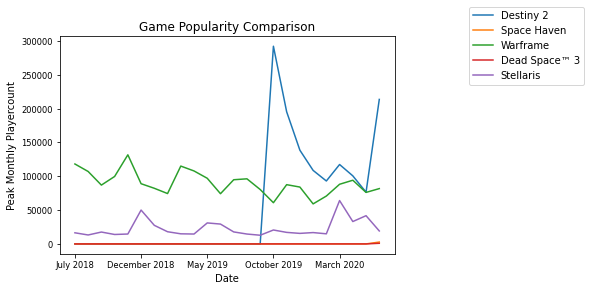 Game Popularity Comparison
Destiny 2
Space Haven
Warframe
Dead Space™ 3
Stellaris
300000
250000
200000
150000
100000
50000
0
Peak Monthly Playercount
July 2018 December 2018 May 2019 October 2019 March 2020
Date